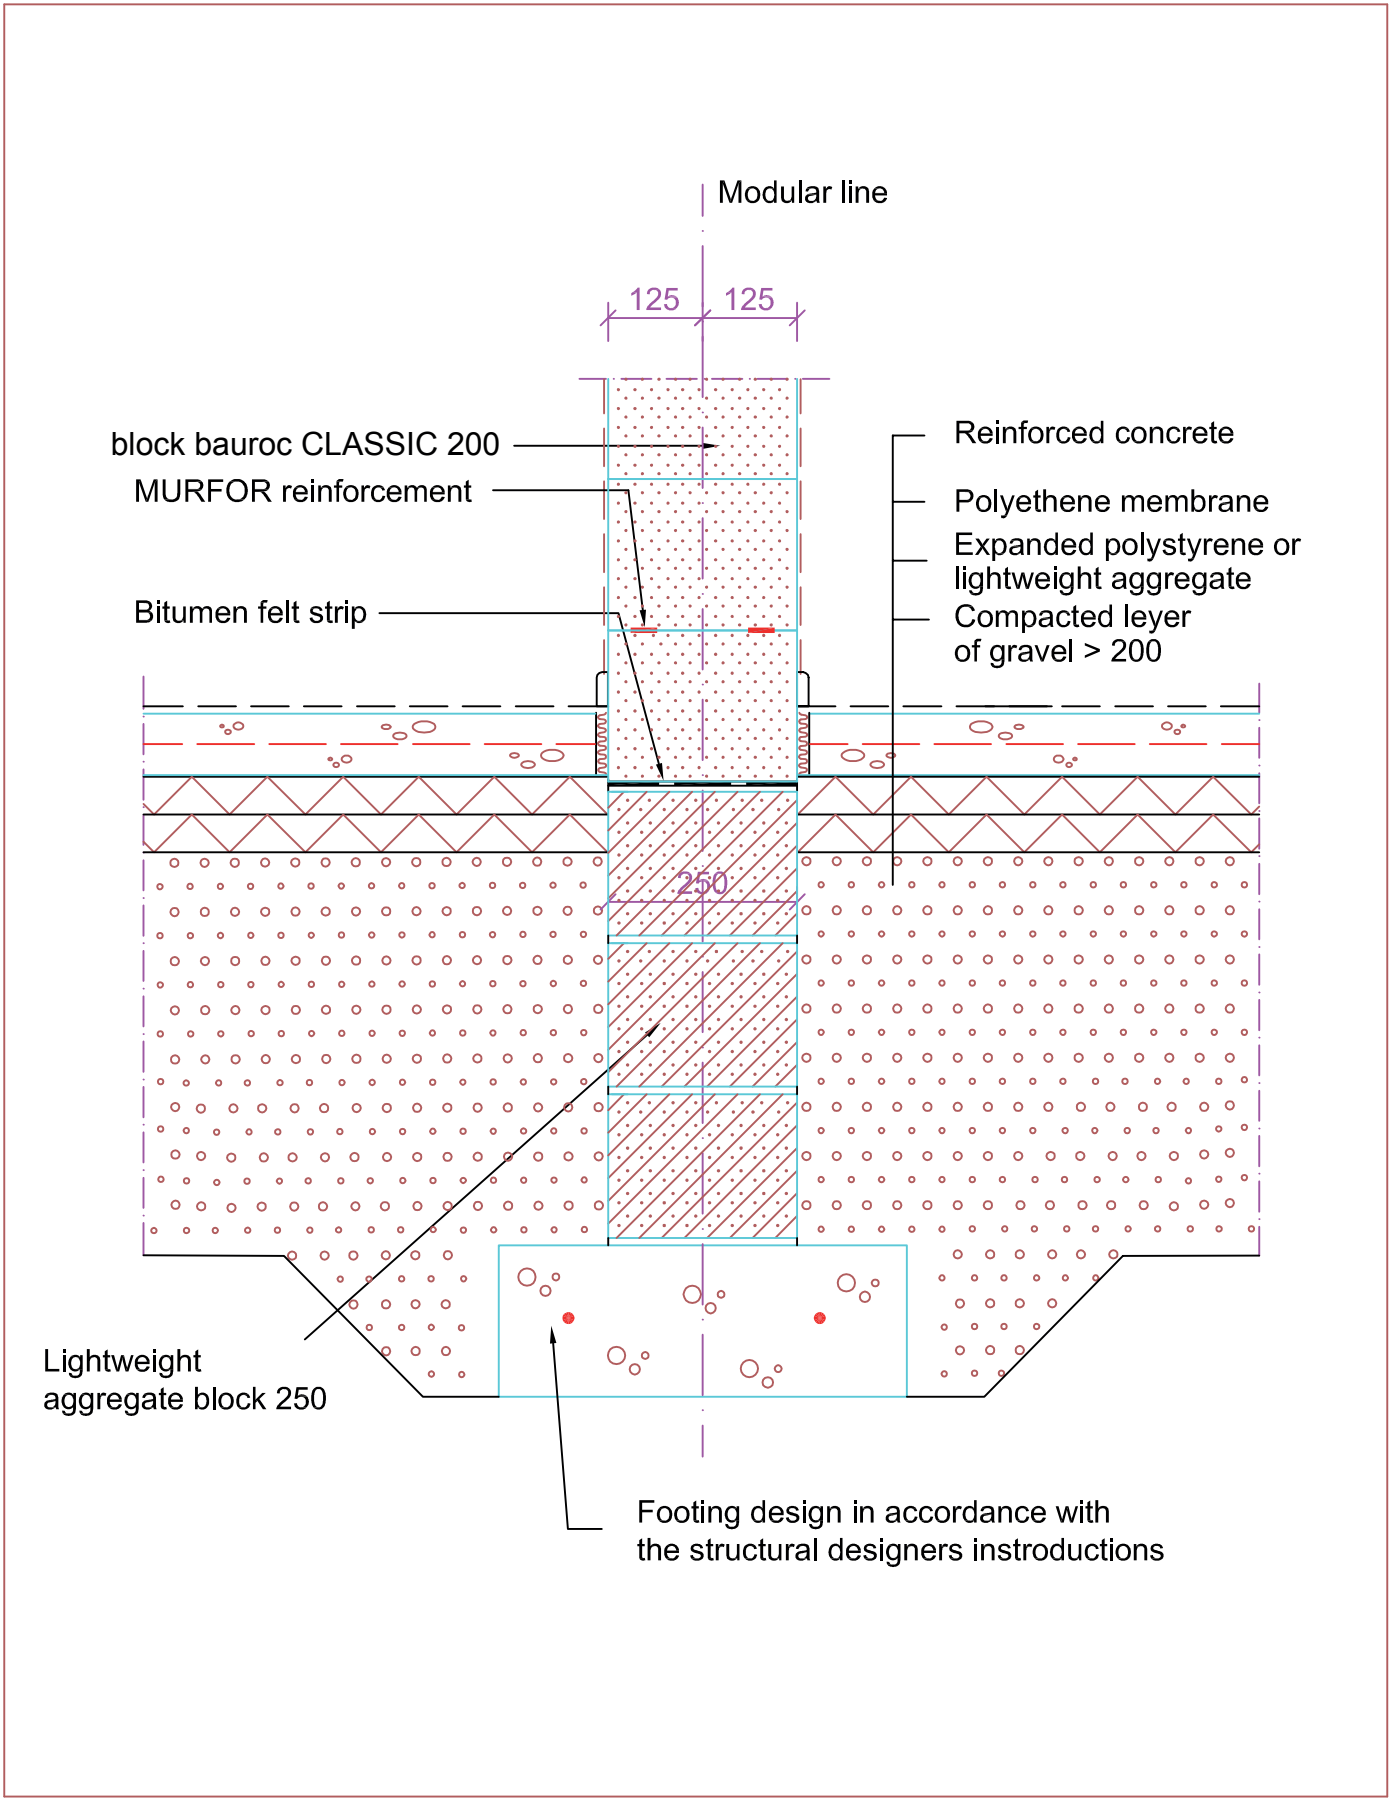 Modular line
125 125
block bauroc CLASSIC 200
MURFOR reinforcement
Bitumen felt strip
Reinforced concrete
Polyethene membrane
Expanded polystyrene or
lightweight aggregate
Compacted leyer
of gravel > 200
250
Lightweight
aggregate block 250
Footing design in accordance with
the structural designers instroductions